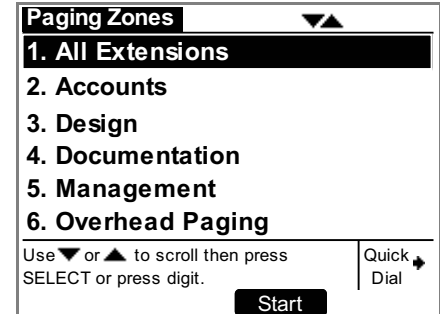 Paging Zones ▼▲
1. All Extensions
2. Accounts
3. Design
4. Documentation
5. Management
6. Overhead Paging
Use ▼ or ▲ to scroll then press
SELECT or press digit.
Quick
Dial
Start